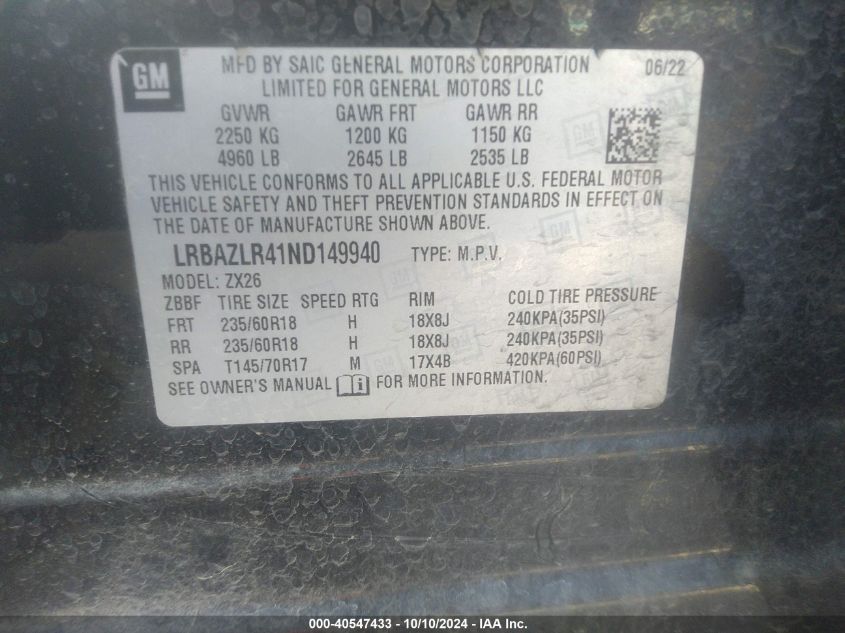 GM
MFD BY SAIC GENERAL MOTORS CORPORATION 06/22
LIMITED FOR GENERAL MOTORS LLC
GVWR GAWR FRT GAWR RR
2250 KG 1200 KG 1150 KG
4960 LB 2645 LB 2535 LB
THIS VEHICLE CONFORMS TO ALL APPLICABLE U.S. FEDERAL MOTOR
VEHICLE SAFETY AND THEFT PREVENTION STANDARDS IN EFFECT ON
THE DATE OF MANUFACTURE SHOWN ABOVE.
LRBAZLR41ND149940 TYPE: M.P.V.
MODEL: ZX26
ZBBF TIRE SIZE SPEED RTG RIM COLD TIRE PRESSURE
FRT 235/60R18 H 18X8J 240KPA(35PSI)
RR 235/60R18 H 18X8J 240KPA(35PSI)
SPA T145/70R17 M 17X4B 420KPA(60PSI)
SEE OWNER'S MANUAL FOR MORE INFORMATION.
000-40547433 - 10/10/2024 - IAA Inc.